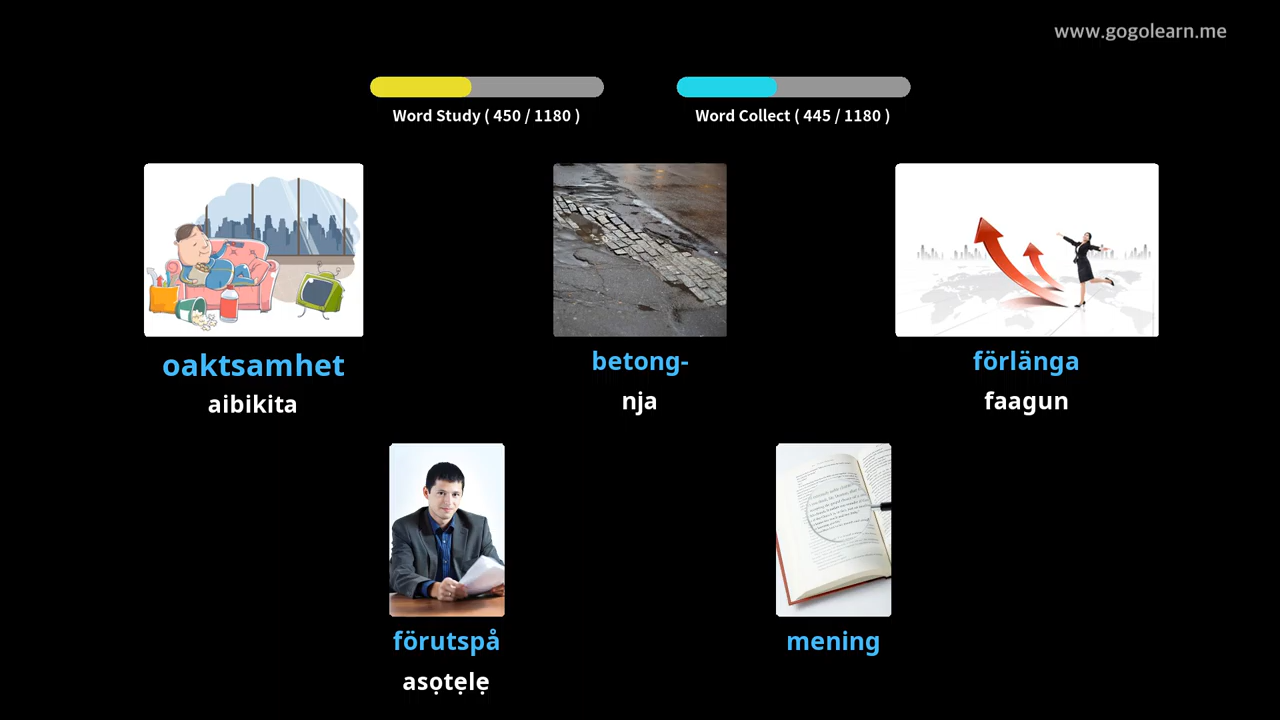 www.gogolearn.me
Word Study ( 450 / 1180 )
Word Collect ( 445 / 1180 )
oaktsamhet
aibikita
betong-
nja
förlänga
faagun
förutspå
asọtẹlẹ
mening